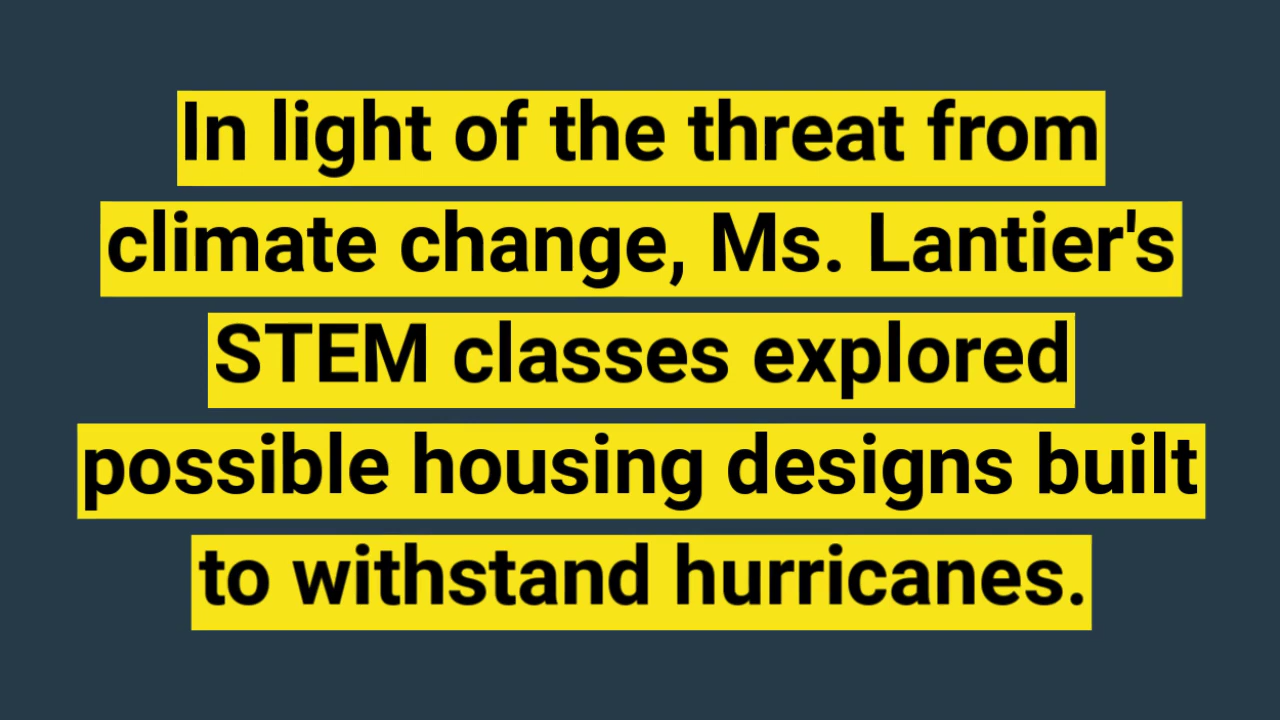 In light of the threat from
climate change, Ms. Lantier's
STEM classes explored
possible housing designs built
to withstand hurricanes.